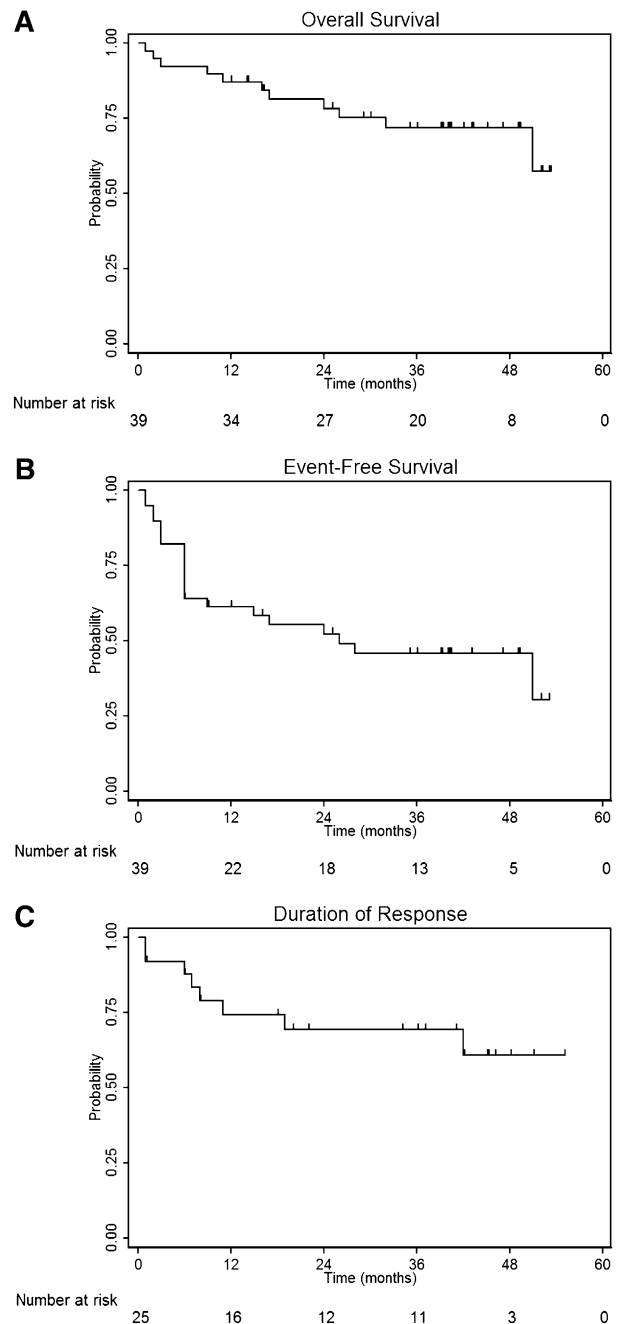 A
Overall Survival
1.00
0.75
0.50
0.25
0.00
Probability
0 12 24 36 48 60
Time (months)
Number at risk
39 34 27 20 8 0
B
Event-Free Survival
1.00
0.75
0.50
0.25
0.00
Probability
0 12 24 36 48 60
Time (months)
Number at risk
39 22 18 13 5 0
C
Duration of Response
1.00
0.75
0.50
0.25
0.00
Probability
0 12 24 36 48 60
Time (months)
Number at risk
25 16 12 11 3 0